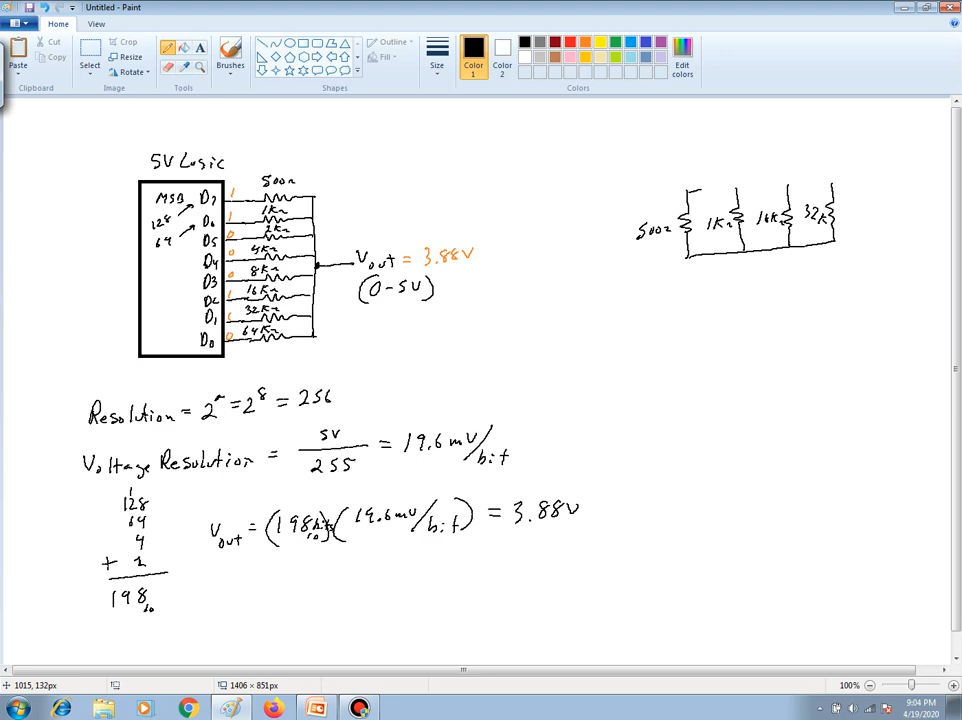 Untitled - Paint
Home
View
Cut
Copy
Paste
Clipboard
Select
Crop
Resize
Rotate
Image
A
Tools
Brushes
Outline
Fill
Shapes
Size
Color 1
Color 2
Edit colors
Colors
5V Logic
MSB D7 1 500Ω
128 D6 1 1KΩ
64 D5 0 2KΩ
D4 0 4KΩ
D3 0 8KΩ
D2 1 16KΩ
D1 1 32KΩ
D0 0 64KΩ
Vout = 3.88V
(0-5V)
500Ω 1KΩ 16KΩ 32K
Resolution = 2^n = 2^8 = 256
Voltage Resolution = 5V / 255 = 19.6 mV/bit
1
128
64
4
+ 2
198₁₀
Vout = (198₁₀ bits)(19.6mV/bit) = 3.88V
1015, 132px
1406 × 851px
100%
9:04 PM
4/19/2020